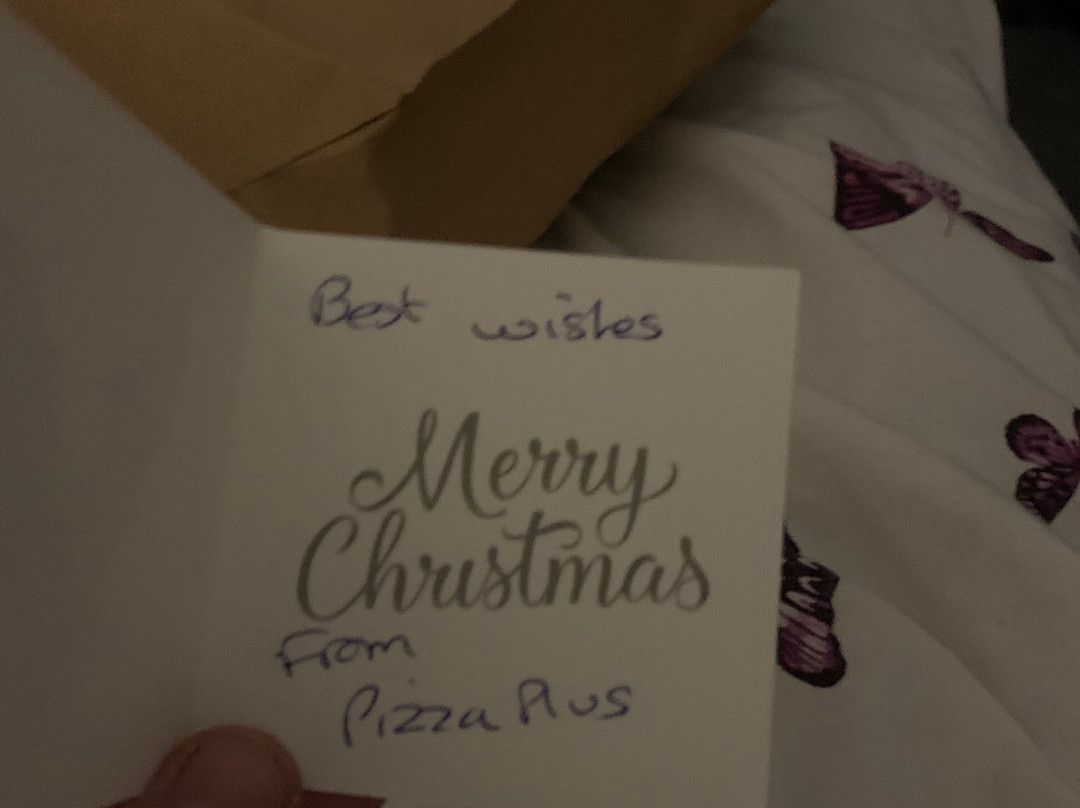 Best wishes
Merry
Christmas
From
Pizza Plus